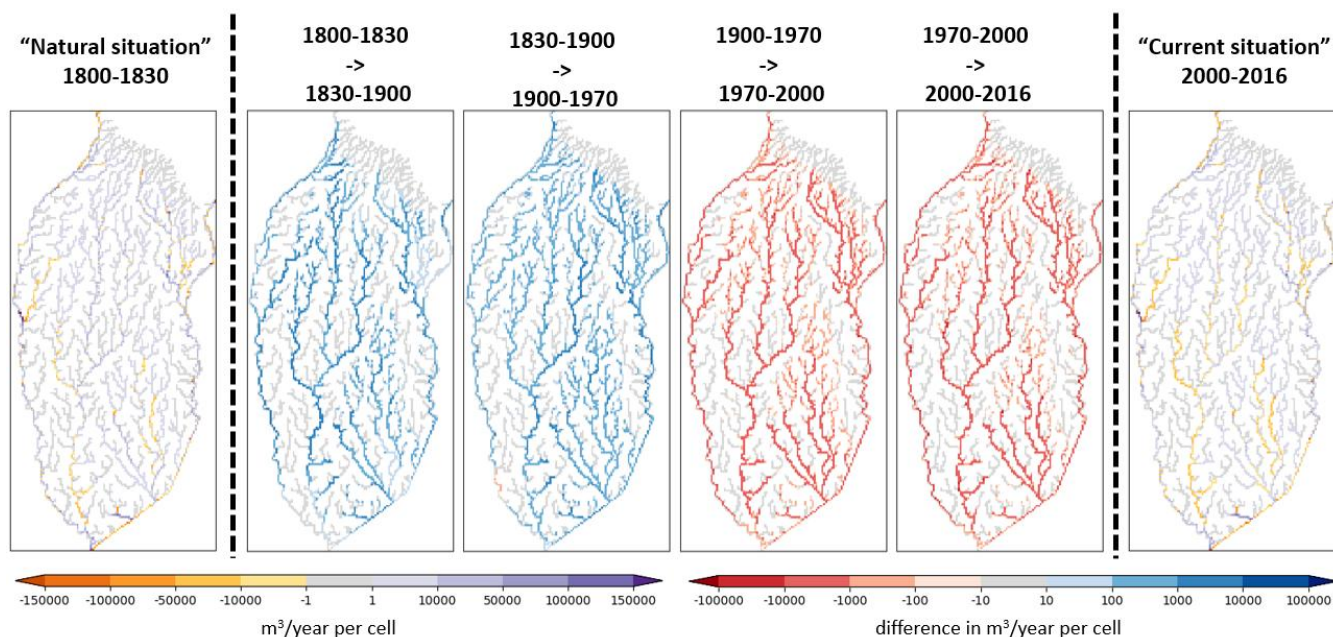 “Natural situation”
1800-1830
1800-1830
->
1830-1900
1830-1900
->
1900-1970
1900-1970
->
1970-2000
1970-2000
->
2000-2016
“Current situation”
2000-2016
-150000 -100000 -50000 -10000 -1 1 10000 50000 100000 150000
m³/year per cell
-100000 -10000 -1000 -100 -10 10 100 1000 10000 100000
difference in m³/year per cell